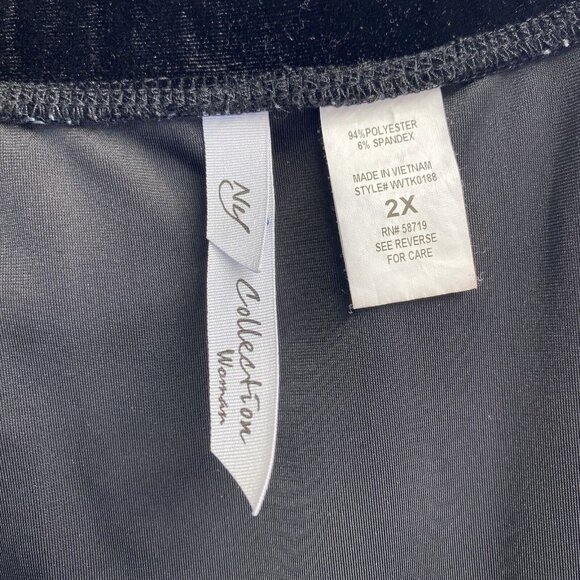 Ny
Collection
Woman
94%POLYESTER
6% SPANDEX
MADE IN VIETNAM
STYLE# WVTK0188
2X
RN# 58719
SEE REVERSE
FOR CARE